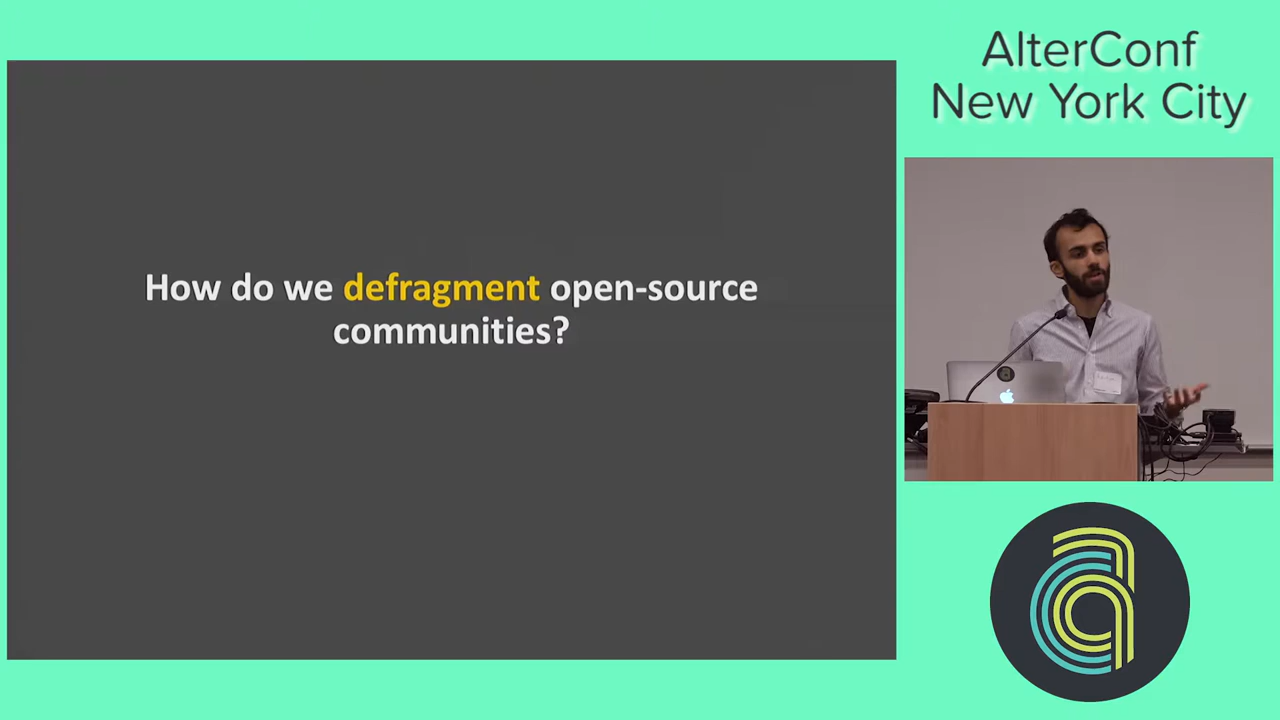 AlterConf
New York City
How do we defragment open-source
communities?